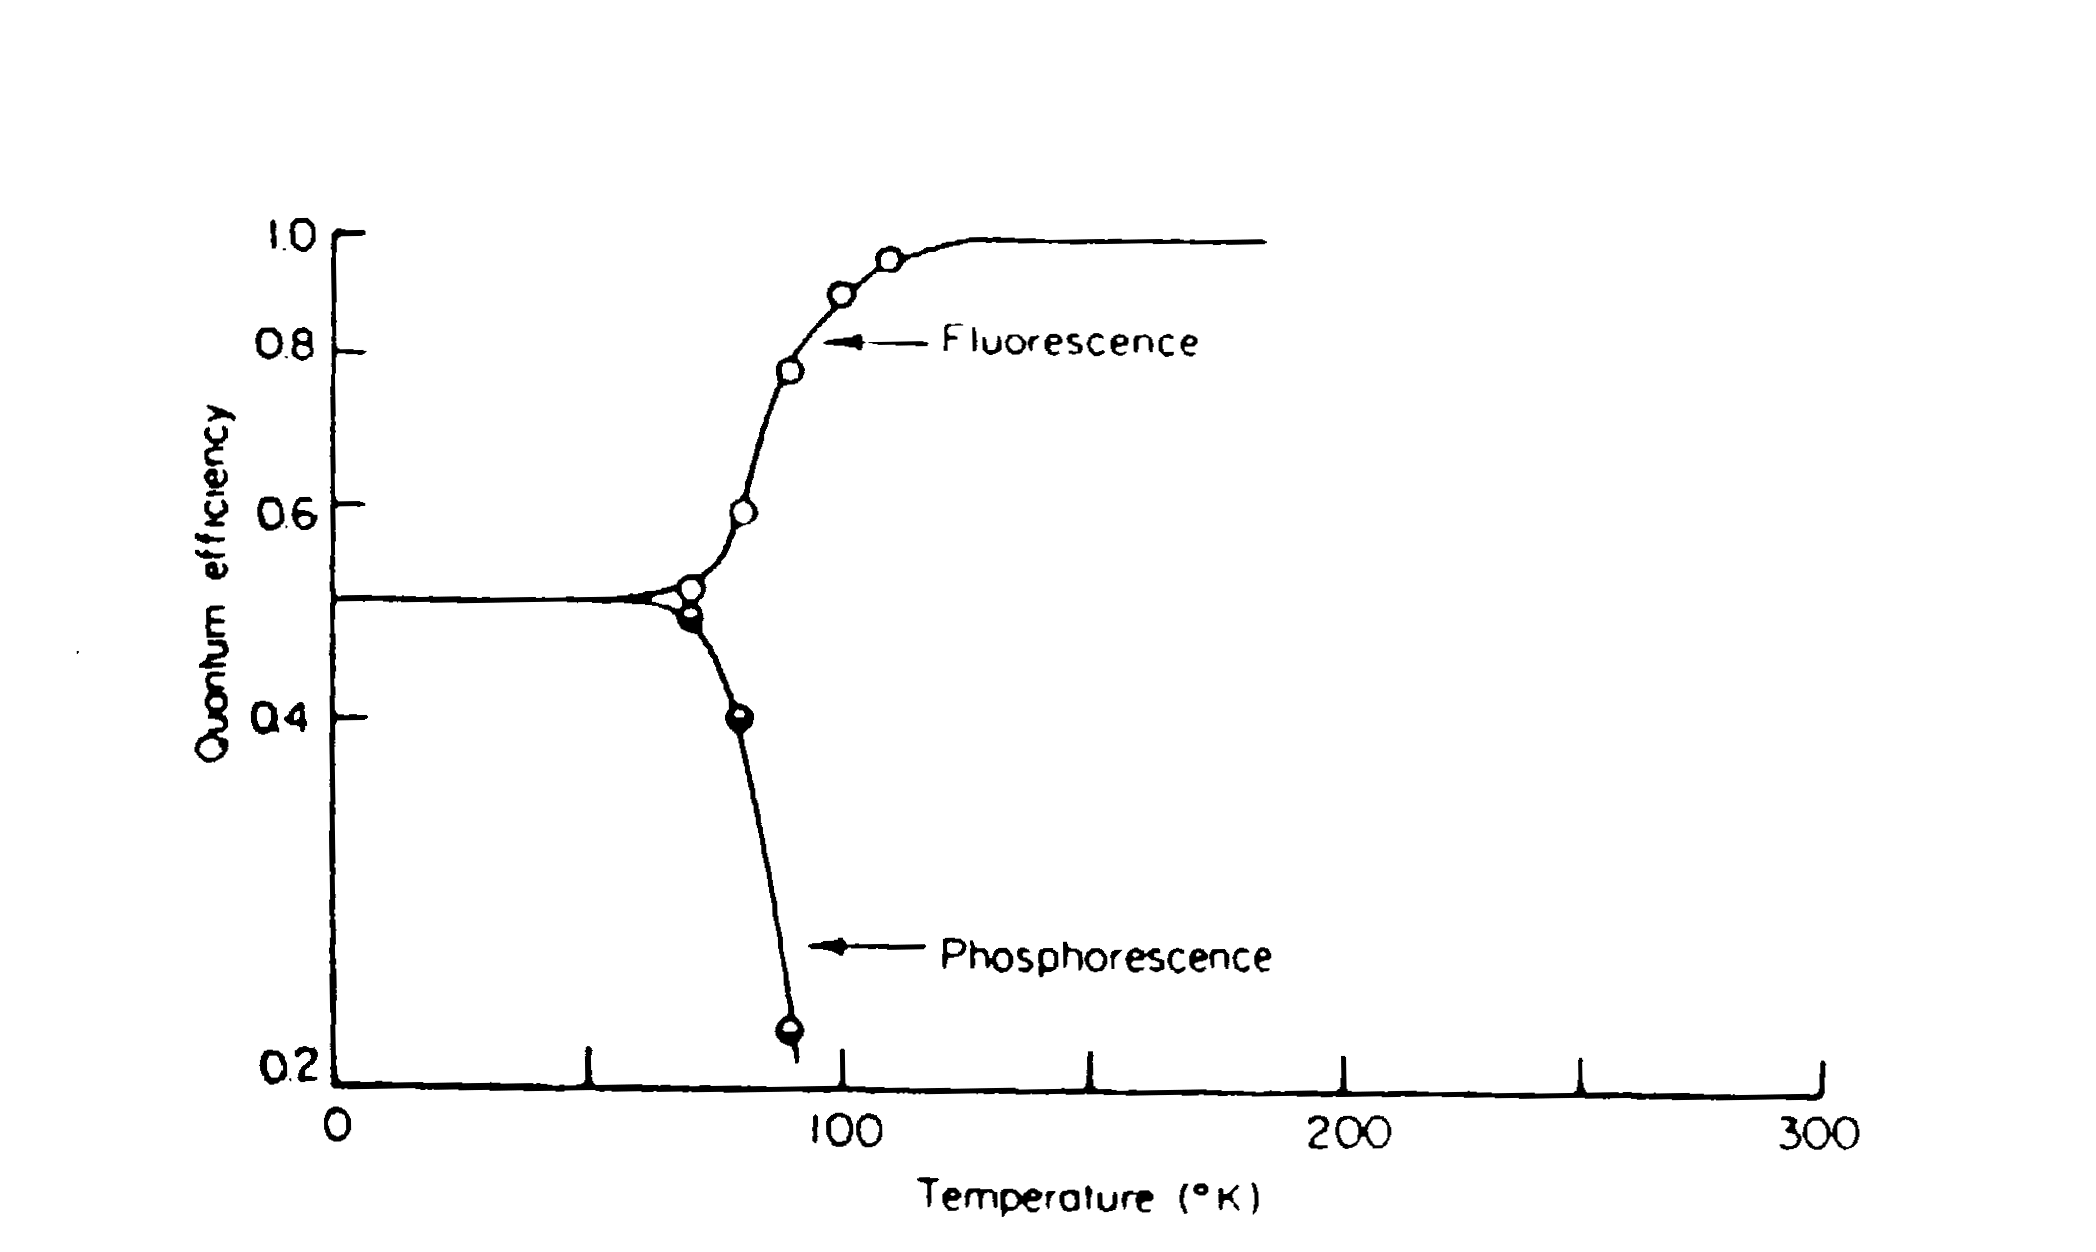 1.0
0.8
Fluorescence
0.6
Quantum efficiency
0.4
Phosphorescence
0.2
0 100 200 300
Temperature (°K)